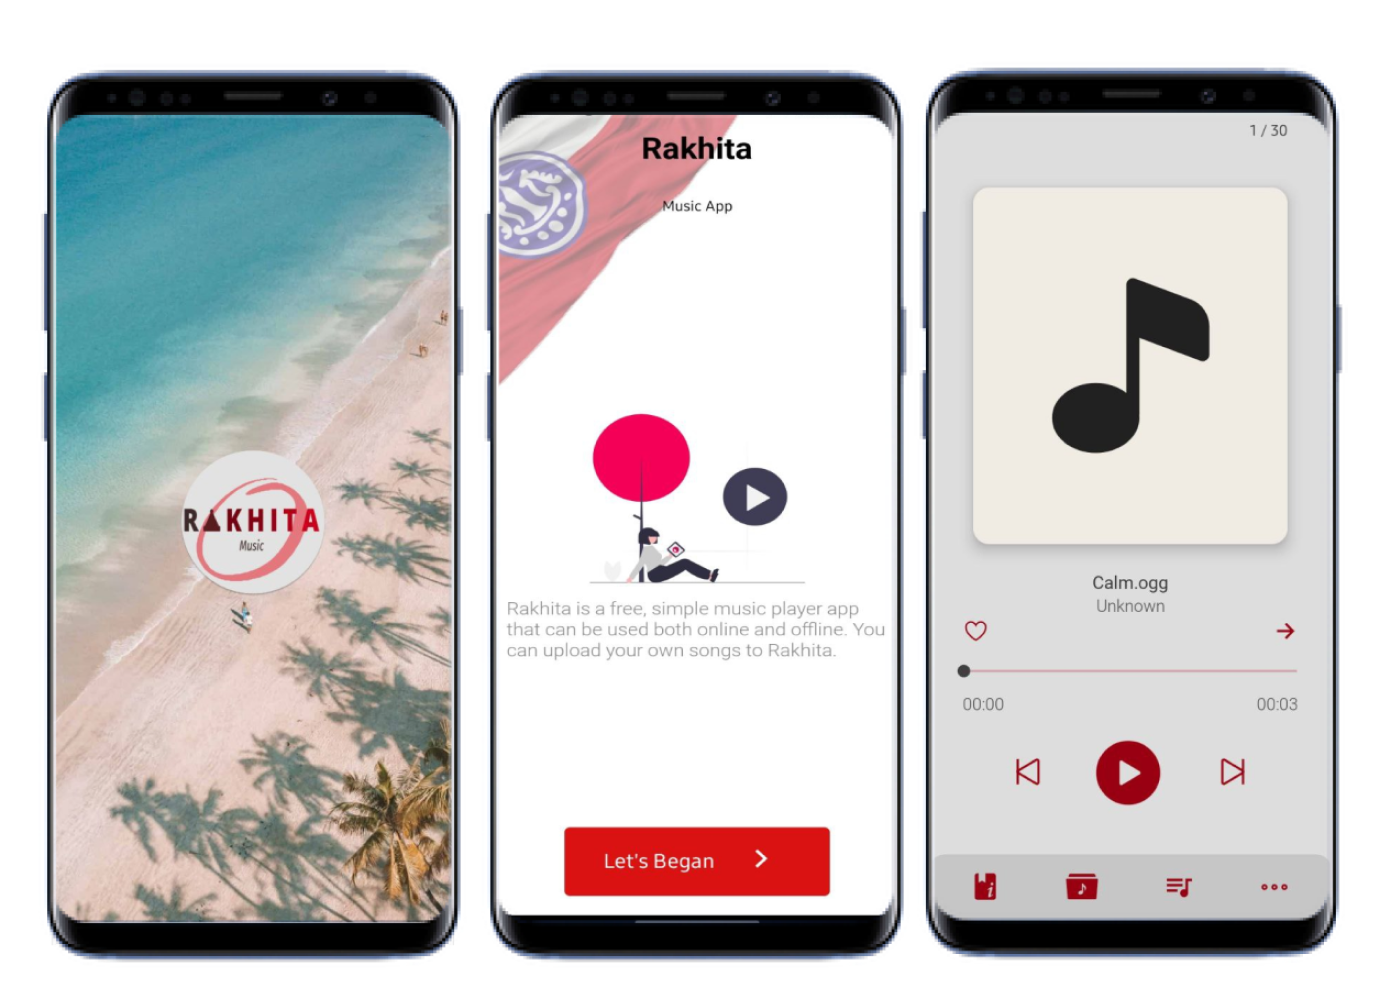 RAKHITA
Music
Rakhita
Music App
Rakhita is a free, simple music player app
that can be used both online and offline. You
can upload your own songs to Rakhita.
Let's Began
1 / 30
Calm.ogg
Unknown
00:00
00:03